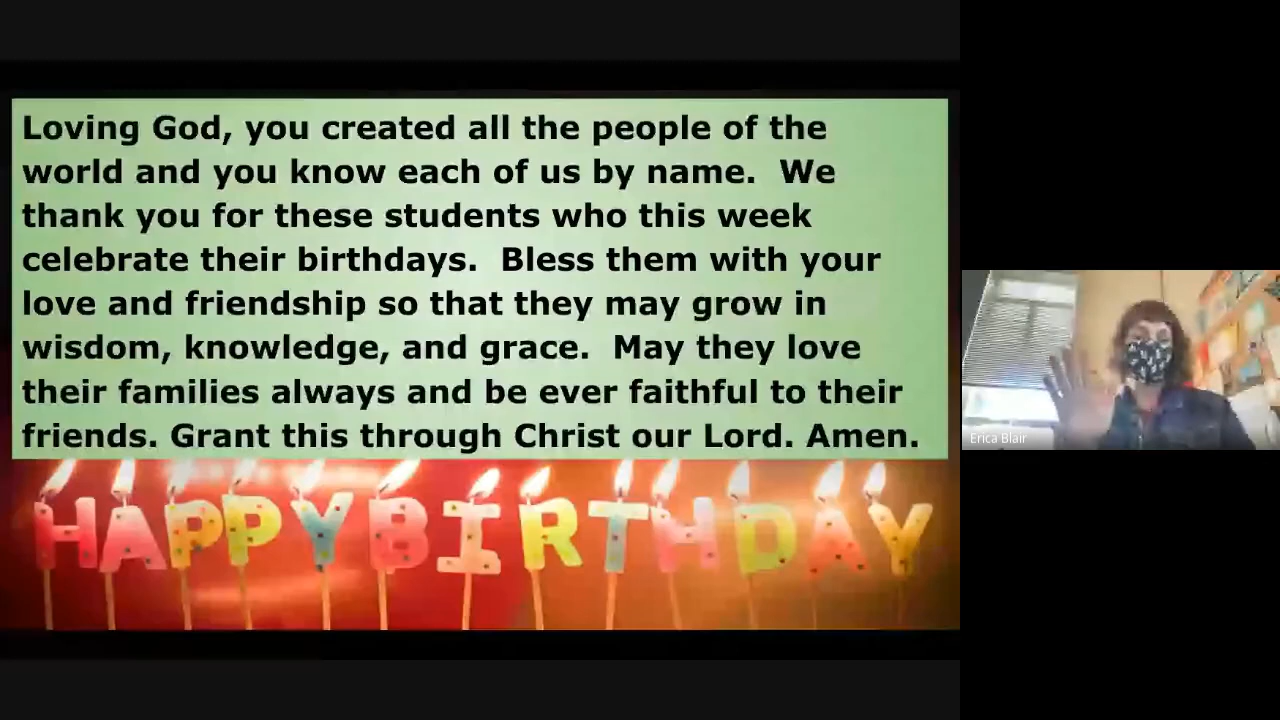 Loving God, you created all the people of the
world and you know each of us by name.  We
thank you for these students who this week
celebrate their birthdays.  Bless them with your
love and friendship so that they may grow in
wisdom, knowledge, and grace.  May they love
their families always and be ever faithful to their
friends. Grant this through Christ our Lord. Amen.
HAPPY BIRTHDAY
Erica Blair